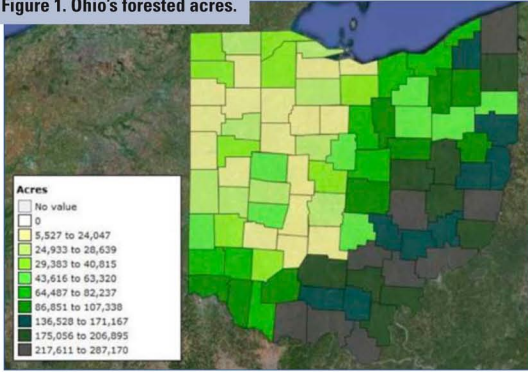 Figure 1. Ohio's forested acres.
Acres
No value
0
5,527 to 24,047
24,933 to 28,639
29,383 to 40,815
43,616 to 63,320
64,487 to 82,237
86,851 to 107,338
136,528 to 171,167
175,056 to 206,895
217,611 to 287,170